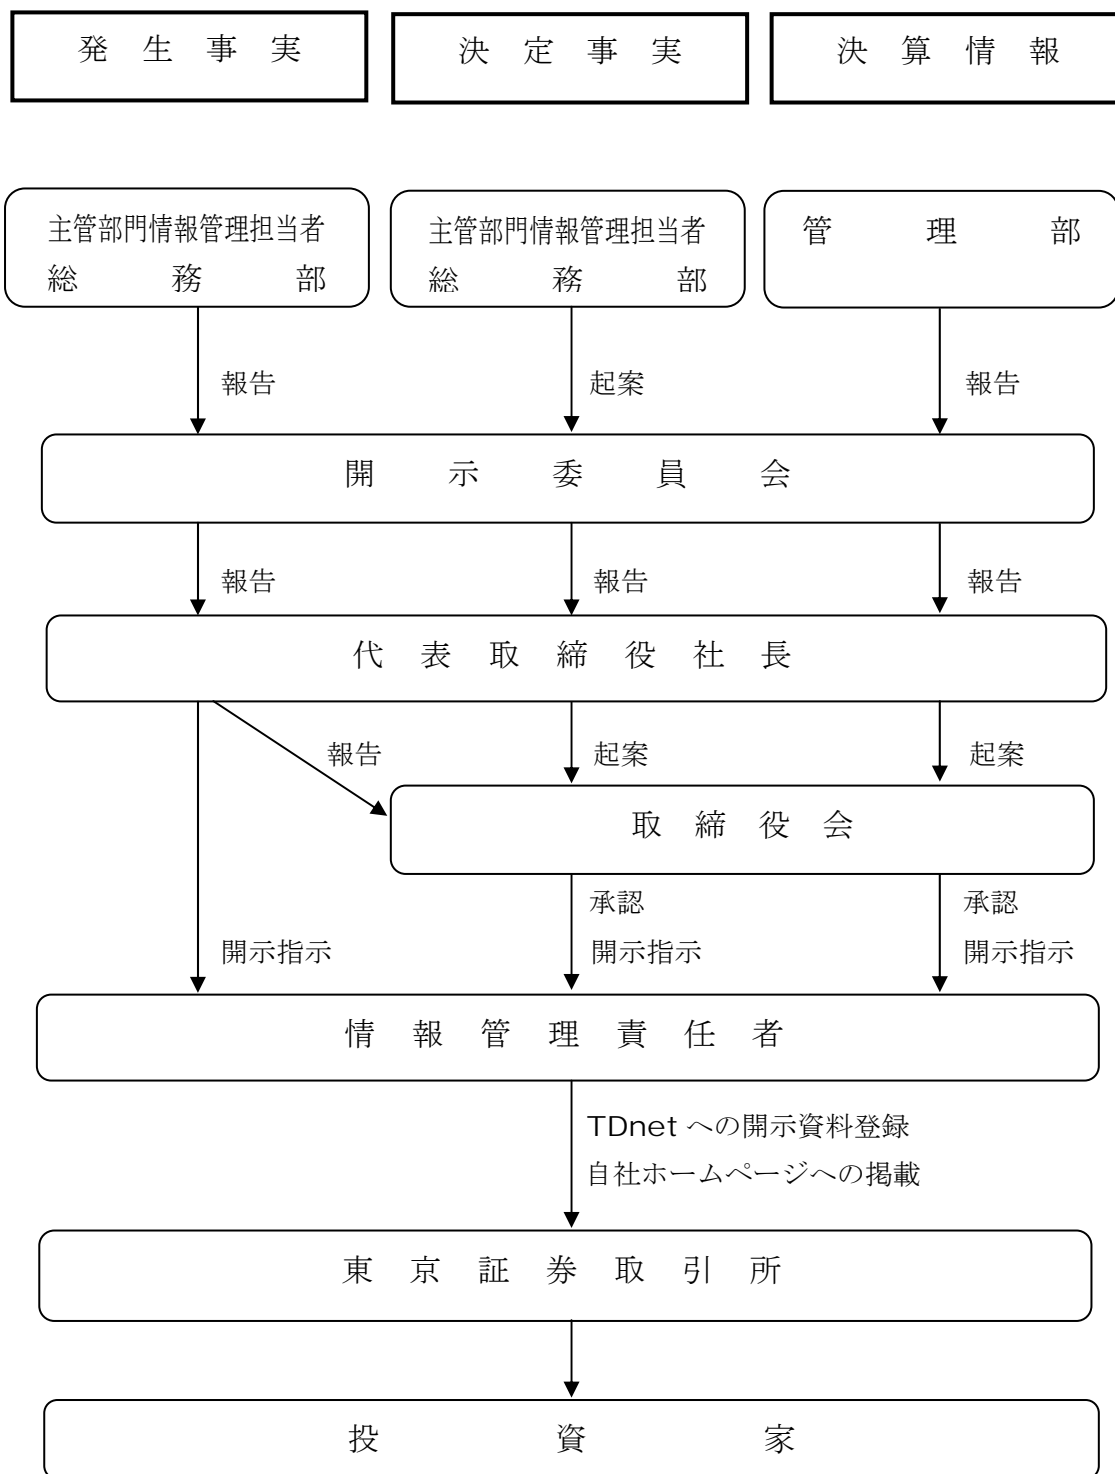 発生事実
決定事実
決算情報
主管部門情報管理担当者
総務部
主管部門情報管理担当者
総務部
管理部
報告
起案
報告
開示委員会
報告
報告
報告
代表取締役社長
報告
起案
起案
取締役会
承認
承認
開示指示
開示指示
開示指示
情報管理責任者
TDnet への開示資料登録
自社ホームページへの掲載
東京証券取引所
投資家